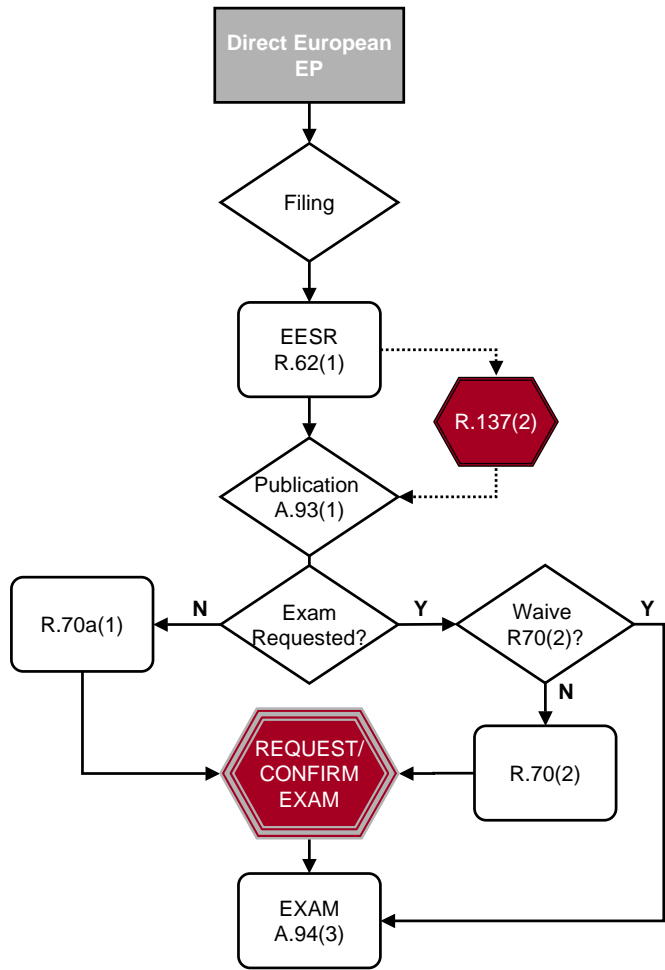 Direct European
EP
Filing
EESR
R.62(1)
R.137(2)
Publication
A.93(1)
N
Y
Y
R.70a(1)
Exam
Requested?
Waive
R70(2)?
N
REQUEST/
CONFIRM
EXAM
R.70(2)
EXAM
A.94(3)